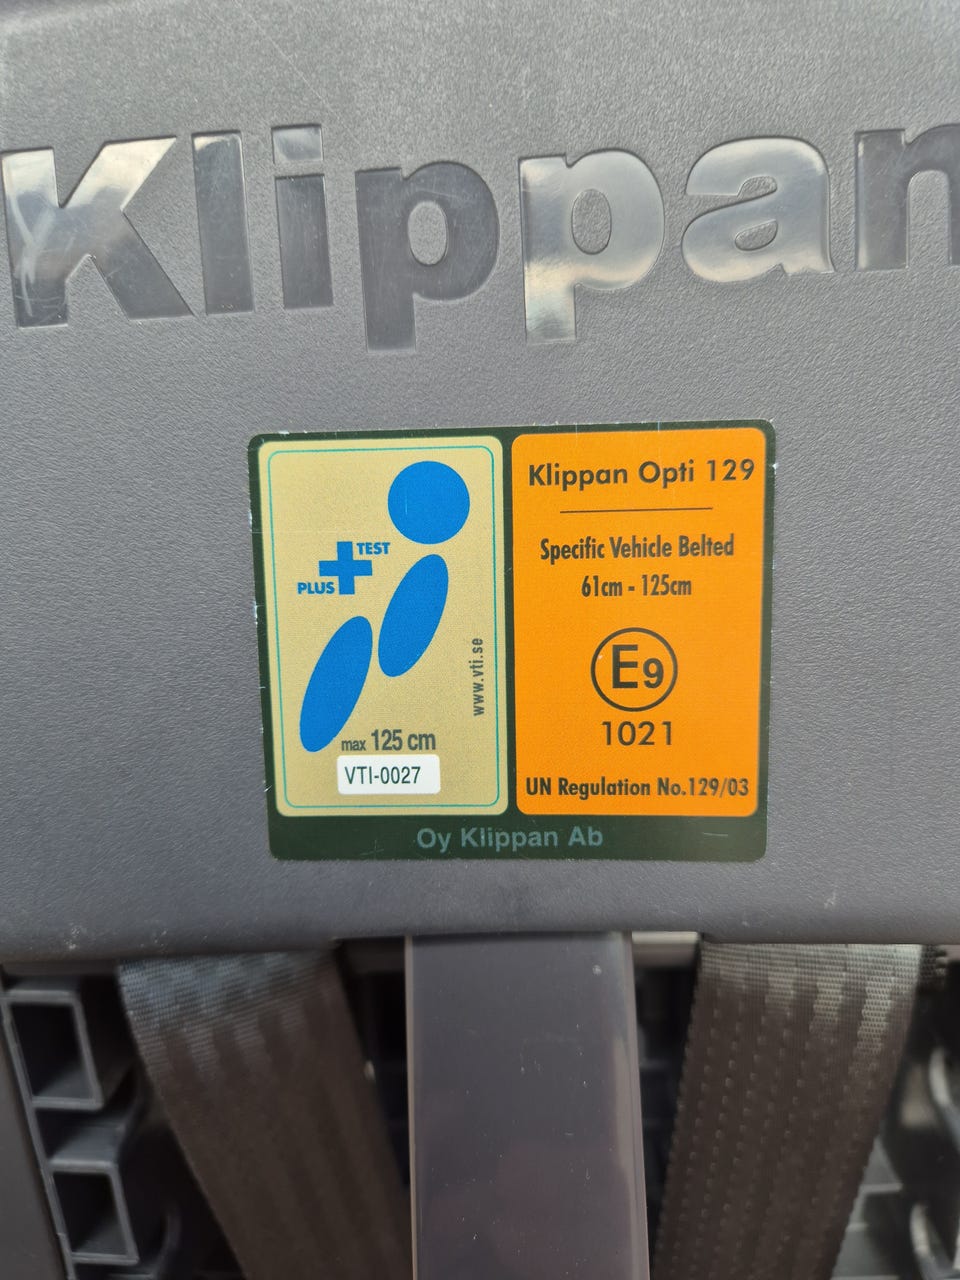 Klippan
PLUS TEST
www.vti.se
max 125 cm
VTI-0027
Klippan Opti 129
Specific Vehicle Belted
61cm - 125cm
E9
1021
UN Regulation No.129/03
Oy Klippan Ab